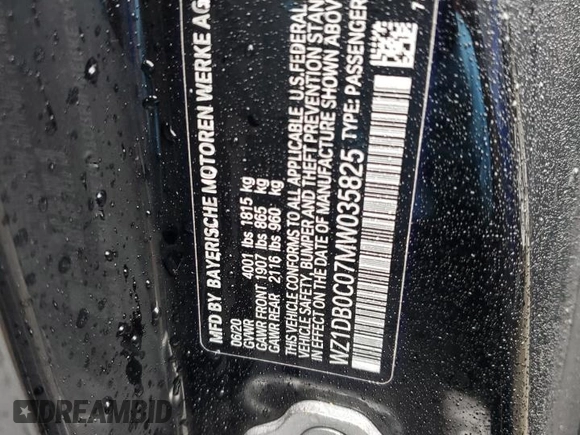 MFD BY BAYERISCHE MOTOREN WERKE AG
06/20
GVWR 4001 lbs 1815 kg
GAWR FRONT 1907 lbs 865 kg
GAWR REAR 2116 lbs 960 kg
CONFORMS TO ALL APPLICABLE U.S. FEDERAL
VEHICLE SAFETY, BUMPER AND THEFT PREVENTION STAN
IN EFFECT ON THE DATE OF MANUFACTURE SHOWN ABOVE
WZ1DB0C07MW035825 TYPE: PASSENGER
7
DREAMBID